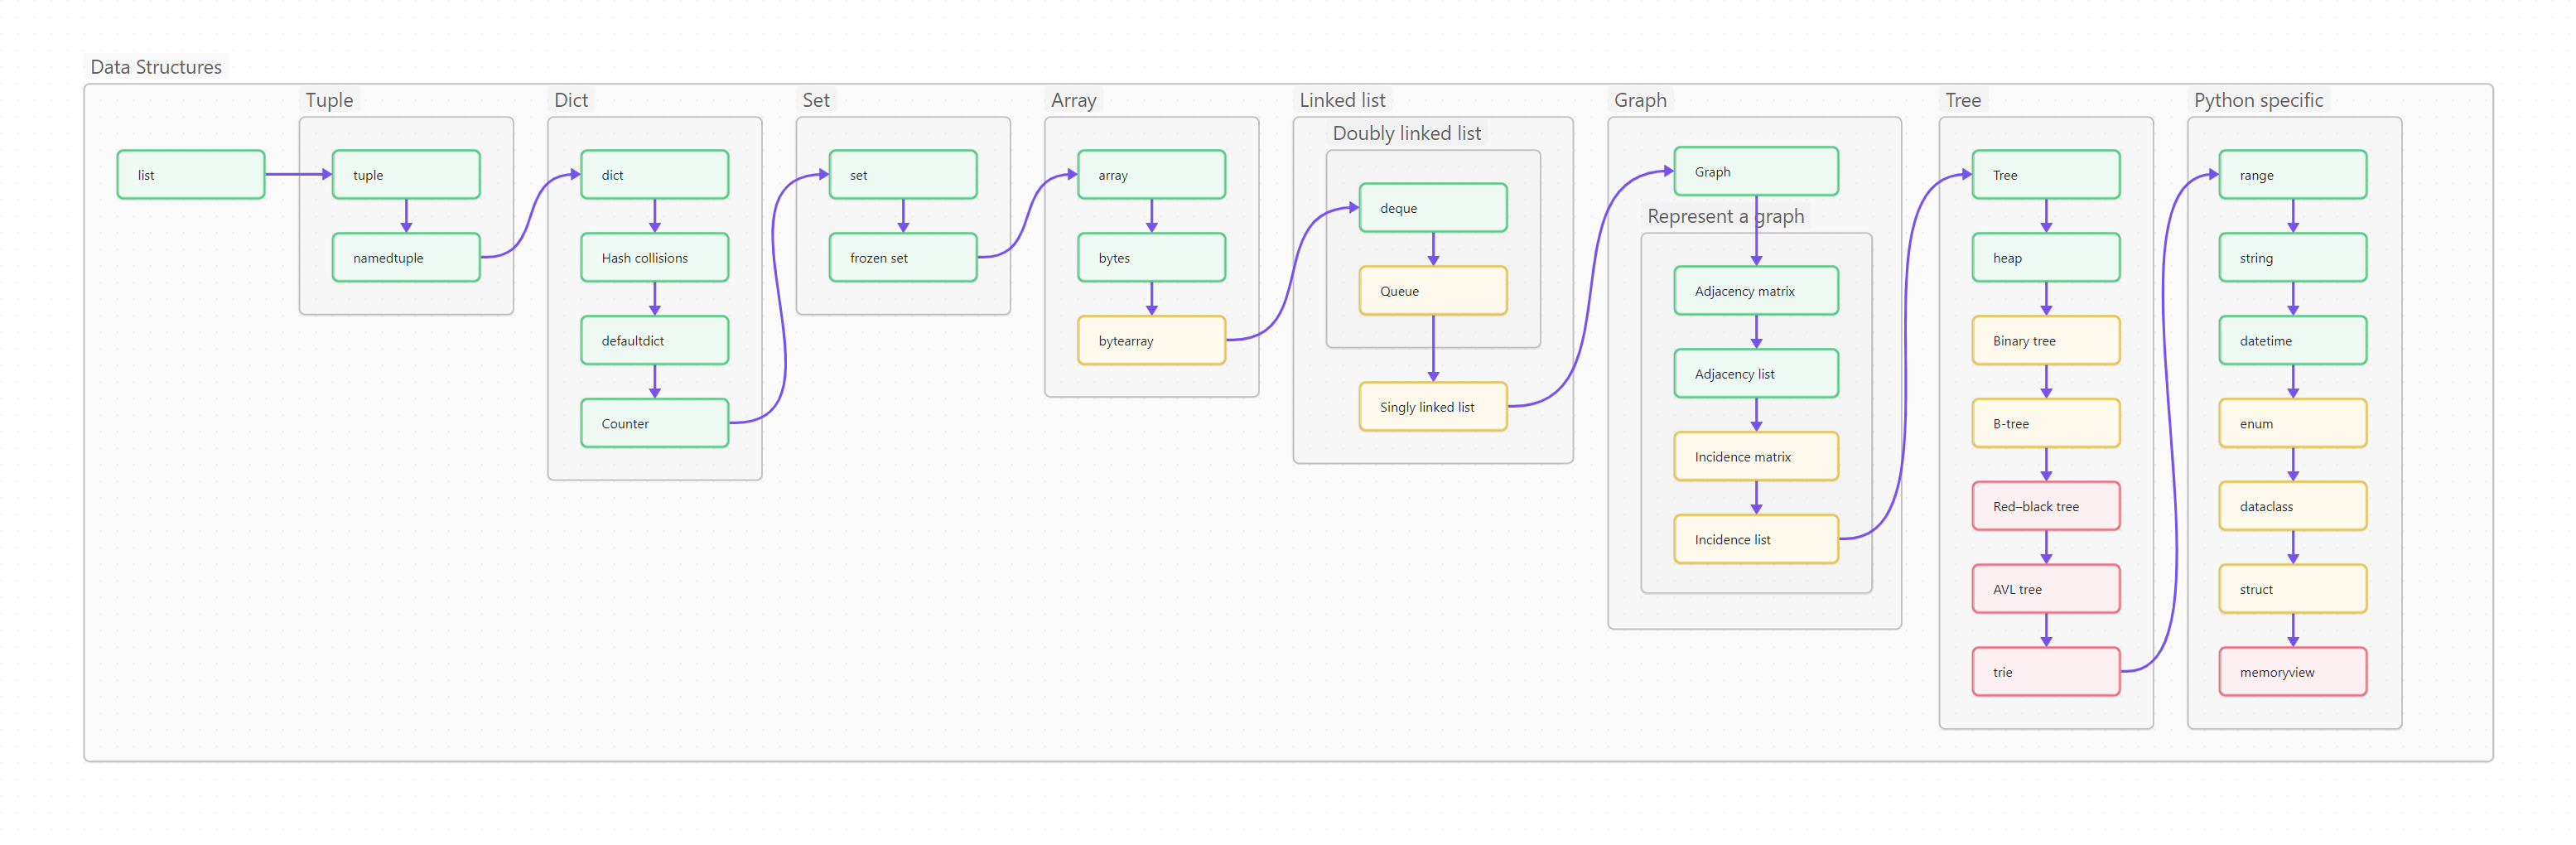 Data Structures
list
Tuple
tuple
namedtuple
Dict
dict
Hash collisions
defaultdict
Counter
Set
set
frozen set
Array
array
bytes
bytearray
Linked list
Doubly linked list
deque
Queue
Singly linked list
Graph
Graph
Represent a graph
Adjacency matrix
Adjacency list
Incidence matrix
Incidence list
Tree
Tree
heap
Binary tree
B-tree
Red–black tree
AVL tree
trie
Python specific
range
string
datetime
enum
dataclass
struct
memoryview